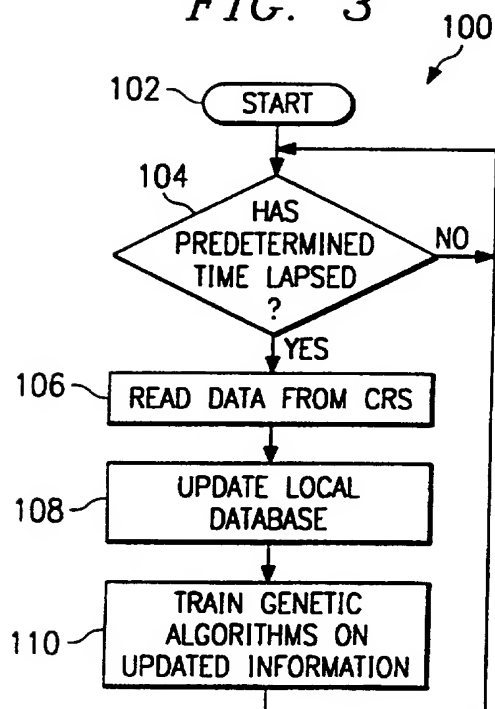 FIG. 3
100
102
START
104
HAS
PREDETERMINED
TIME LAPSED
?
NO
YES
106
READ DATA FROM CRS
108
UPDATE LOCAL
DATABASE
110
TRAIN GENETIC
ALGORITHMS ON
UPDATED INFORMATION